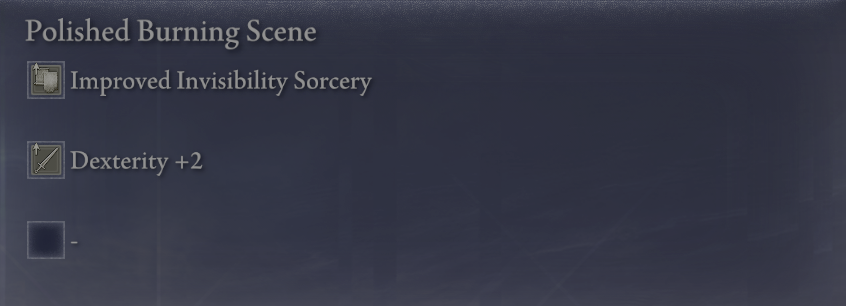 Polished Burning Scene
Improved Invisibility Sorcery
Dexterity +2
-